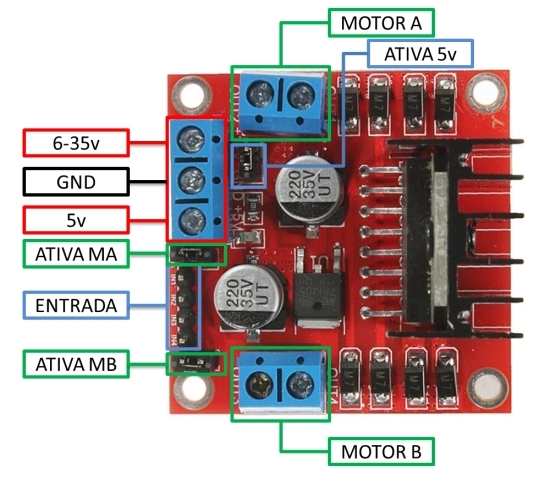 MOTOR A
ATIVA 5v
6-35v
GND
5v
ATIVA MA
ENTRADA
ATIVA MB
MOTOR B
220
35V
UT
220
35V
UT
IN1
IN2
IN3
IN4
M7
M7
M7
M7
M7
M7
M7